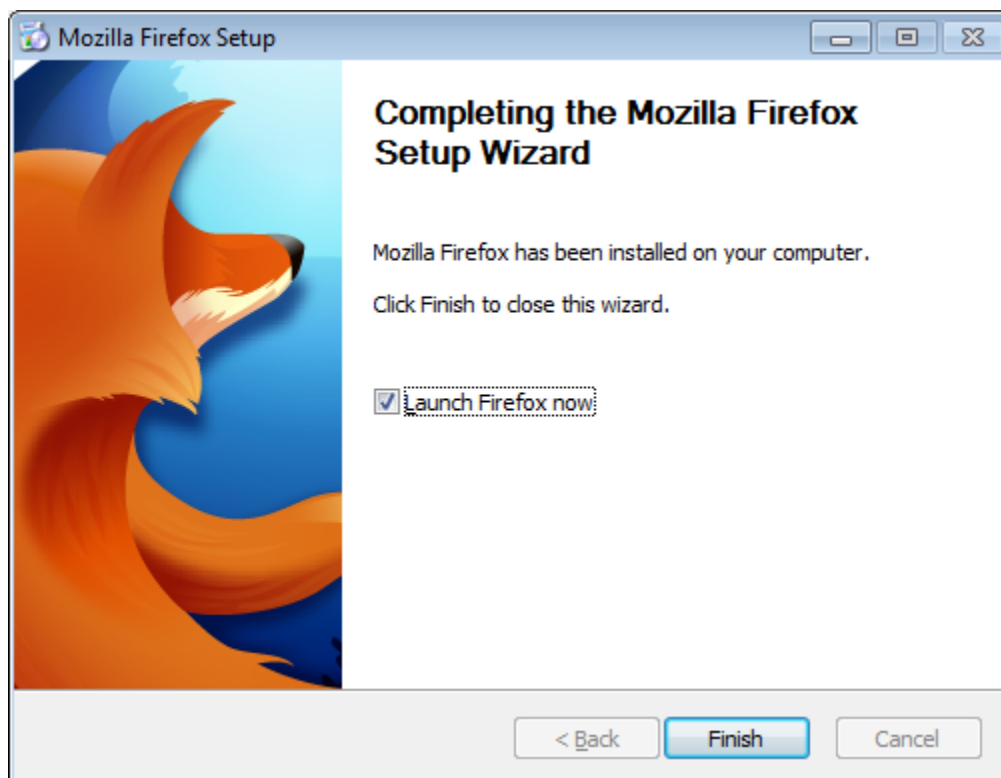 Mozilla Firefox Setup
Completing the Mozilla Firefox
Setup Wizard
Mozilla Firefox has been installed on your computer.
Click Finish to close this wizard.
Launch Firefox now
< Back
Finish
Cancel